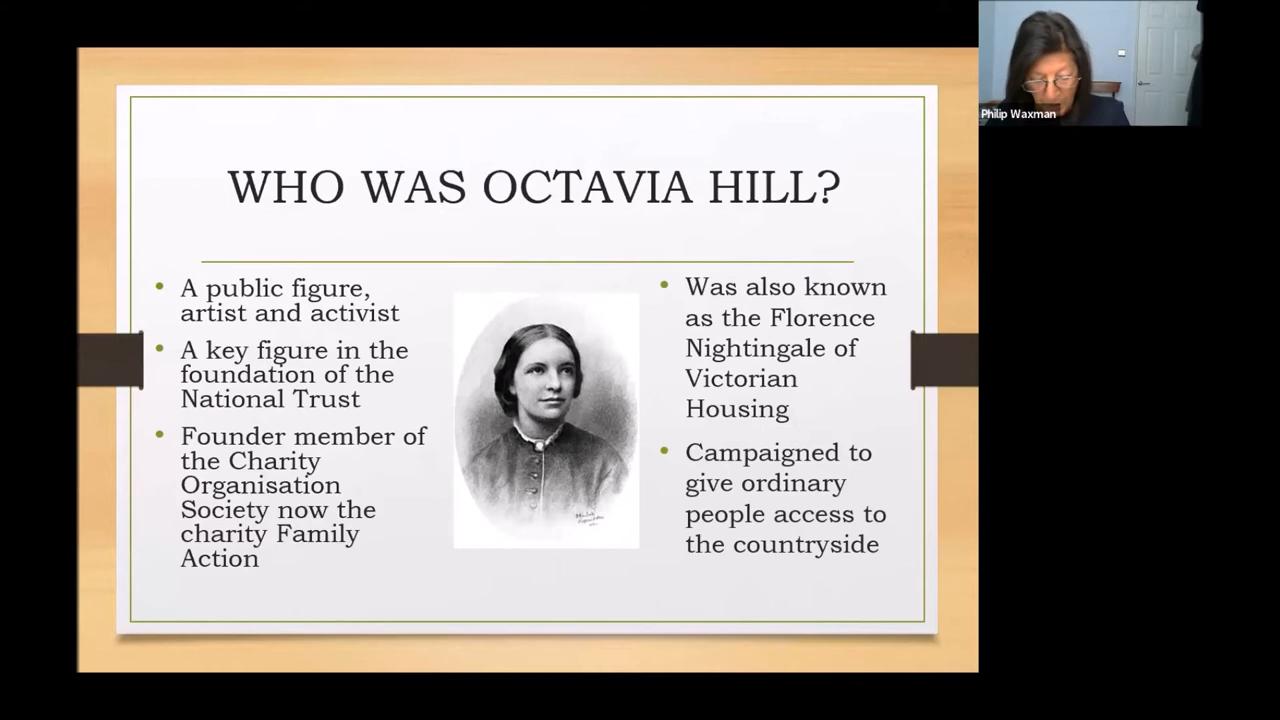 WHO WAS OCTAVIA HILL?
• A public figure,
artist and activist
• A key figure in the
foundation of the
National Trust
• Founder member of
the Charity
Organisation
Society now the
charity Family
Action
• Was also known
as the Florence
Nightingale of
Victorian
Housing
• Campaigned to
give ordinary
people access to
the countryside
Philip Waxman